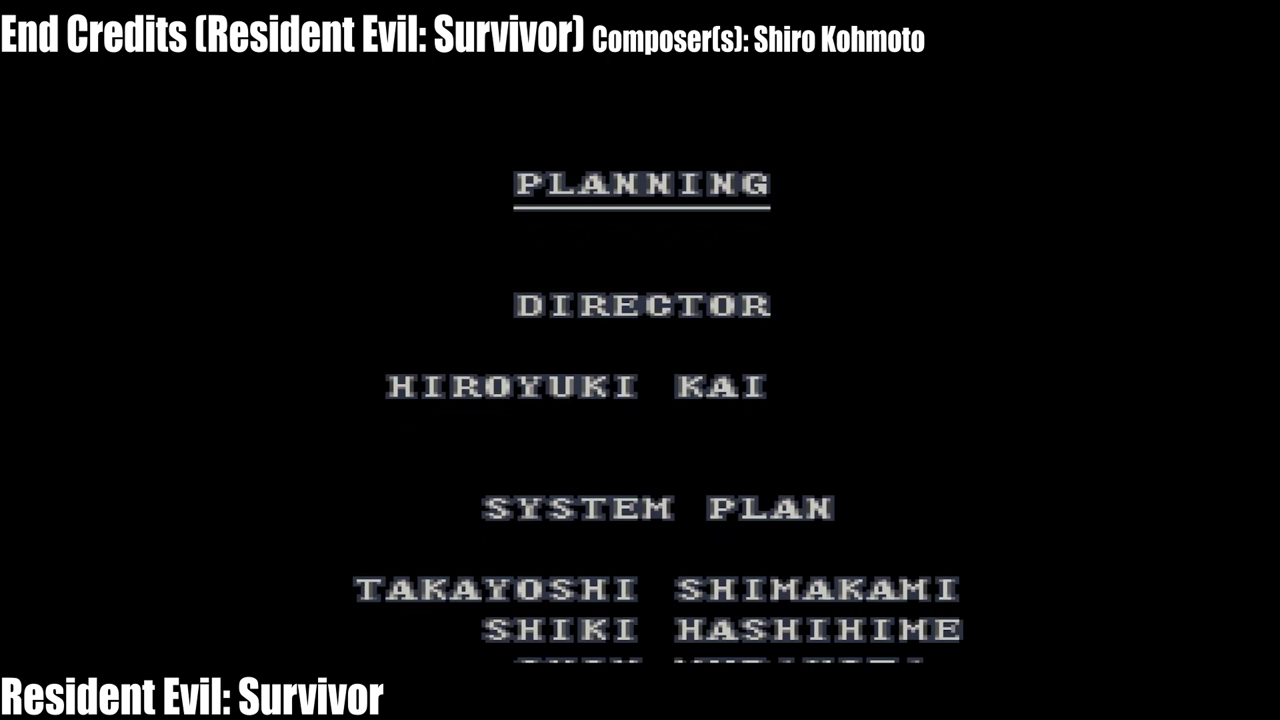 End Credits (Resident Evil: Survivor) Composer(s): Shiro Kohmoto
PLANNING
DIRECTOR
HIROYUKI KAI
SYSTEM PLAN
TAKAYOSHI SHIMAKAMI
SHIKI HASHIHIME
Resident Evil: Survivor